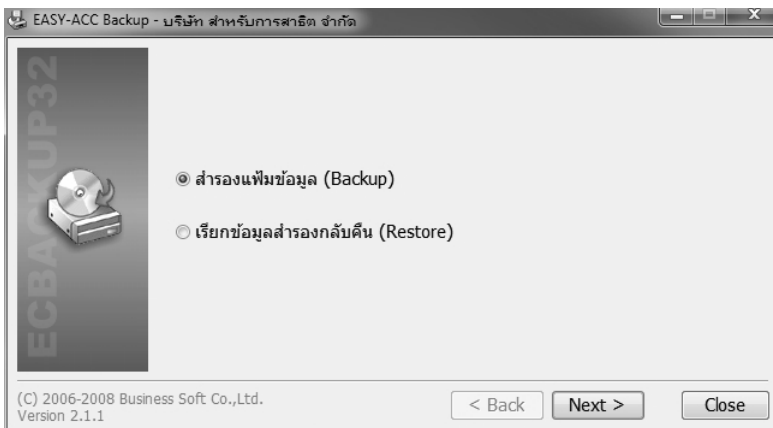 EASY-ACC Backup - บริษัท สำหรับการสาธิต จำกัด
ECBACKUP32
สำรองแฟ้มข้อมูล (Backup)
เรียกข้อมูลสำรองกลับคืน (Restore)
(C) 2006-2008 Business Soft Co.,Ltd.
Version 2.1.1
< Back Next > Close